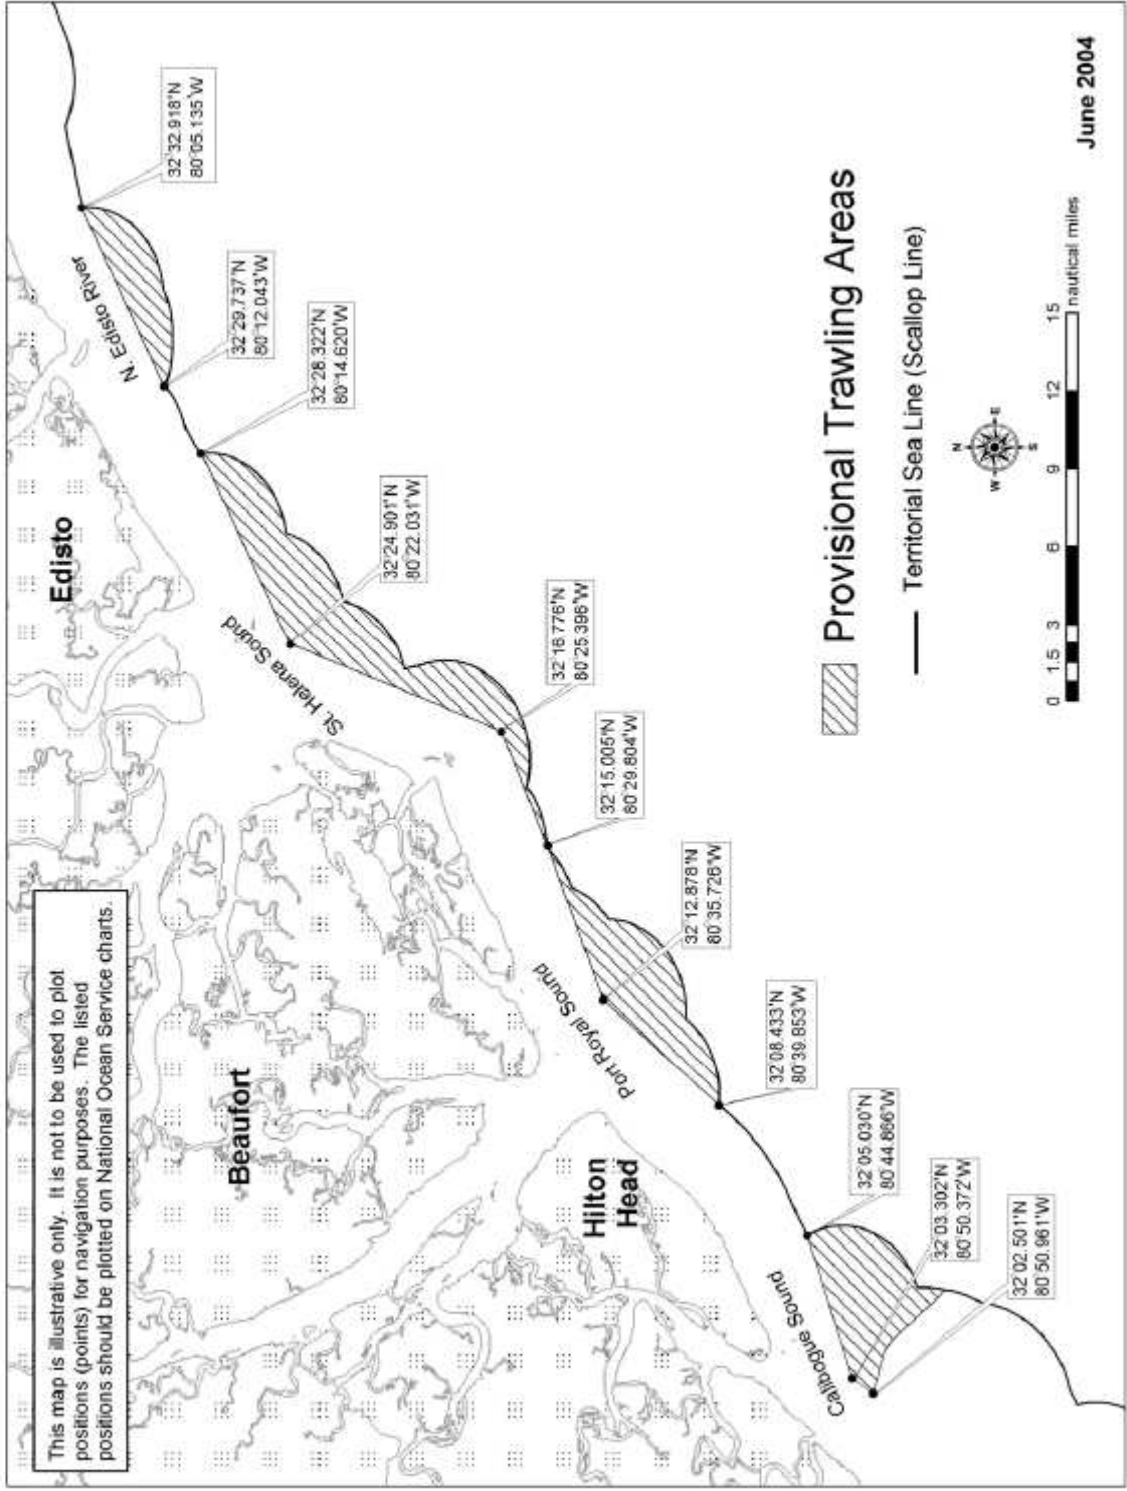 This map is illustrative only. It is not to be used to plot
positions (points) for navigation purposes. The listed
positions should be plotted on National Ocean Service charts.
Edisto
Beaufort
Hilton
Head
N. Edisto River
St. Helena Sound
Port Royal Sound
Calibogue Sound
32°32.918'N
80°05.135'W
32°29.737'N
80°12.043'W
32°28.322'N
80°14.620'W
32°24.901'N
80°22.031'W
32°16.776'N
80°25.396'W
32°15.005'N
80°29.804'W
32°12.878'N
80°35.726'W
32°08.433'N
80°39.853'W
32°05.030'N
80°44.866'W
32°03.302'N
80°50.372'W
32°02.501'N
80°50.961'W
Provisional Trawling Areas
Territorial Sea Line (Scallop Line)
N
W E
S
0 1.5 3 6 9 12 15
nautical miles
June 2004